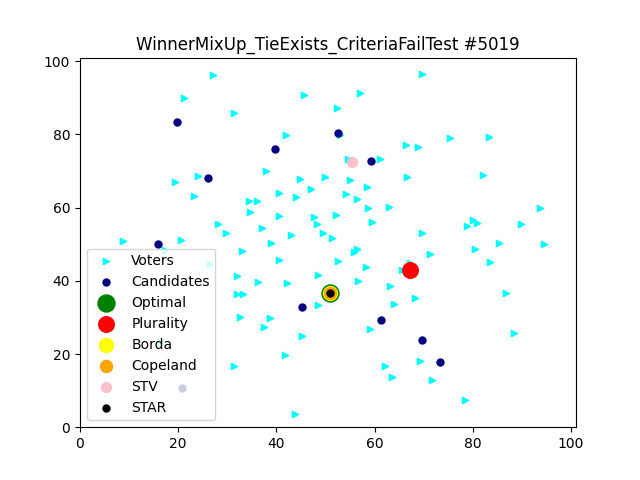 WinnerMixUp_TieExists_CriteriaFailTest #5019
100
80
60
40
20
0
Voters
Candidates
Optimal
Plurality
Borda
Copeland
STV
STAR
0 20 40 60 80 100